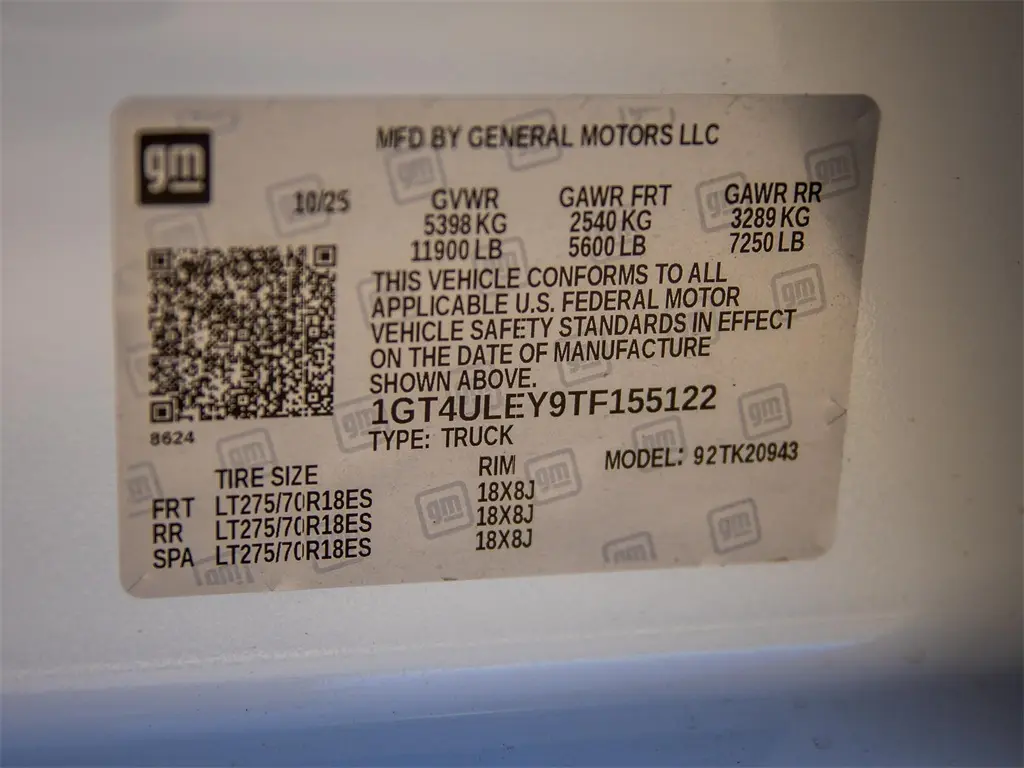 gm
MFD BY GENERAL MOTORS LLC
10/25 GVWR GAWR FRT GAWR RR
5398 KG 2540 KG 3289 KG
11900 LB 5600 LB 7250 LB
THIS VEHICLE CONFORMS TO ALL
APPLICABLE U.S. FEDERAL MOTOR
VEHICLE SAFETY STANDARDS IN EFFECT
ON THE DATE OF MANUFACTURE
SHOWN ABOVE.
1GT4ULEY9TF155122
8624
TYPE: TRUCK MODEL: 92TK20943
TIRE SIZE RIM
FRT LT275/70R18ES 18X8J
RR LT275/70R18ES 18X8J
SPA LT275/70R18ES 18X8J